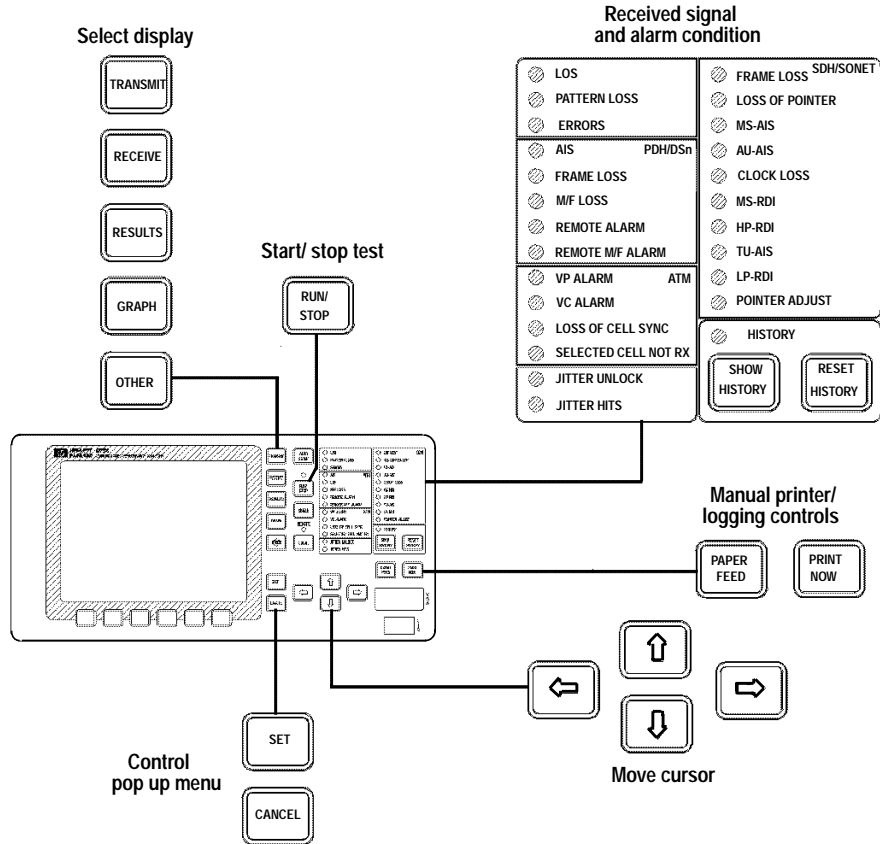 Select display
TRANSMIT
RECEIVE
RESULTS
GRAPH
OTHER
Start/ stop test
RUN/
STOP
Received signal
and alarm condition
LOS
PATTERN LOSS
ERRORS
AIS PDH/DSn
FRAME LOSS
M/F LOSS
REMOTE ALARM
REMOTE M/F ALARM
VP ALARM ATM
VC ALARM
LOSS OF CELL SYNC
SELECTED CELL NOT RX
JITTER UNLOCK
JITTER HITS
FRAME LOSS SDH/SONET
LOSS OF POINTER
MS-AIS
AU-AIS
CLOCK LOSS
MS-RDI
HP-RDI
TU-AIS
LP-RDI
POINTER ADJUST
HISTORY
SHOW
HISTORY
RESET
HISTORY
Manual printer/
logging controls
PAPER
FEED
PRINT
NOW
Move cursor
Control
pop up menu
SET
CANCEL